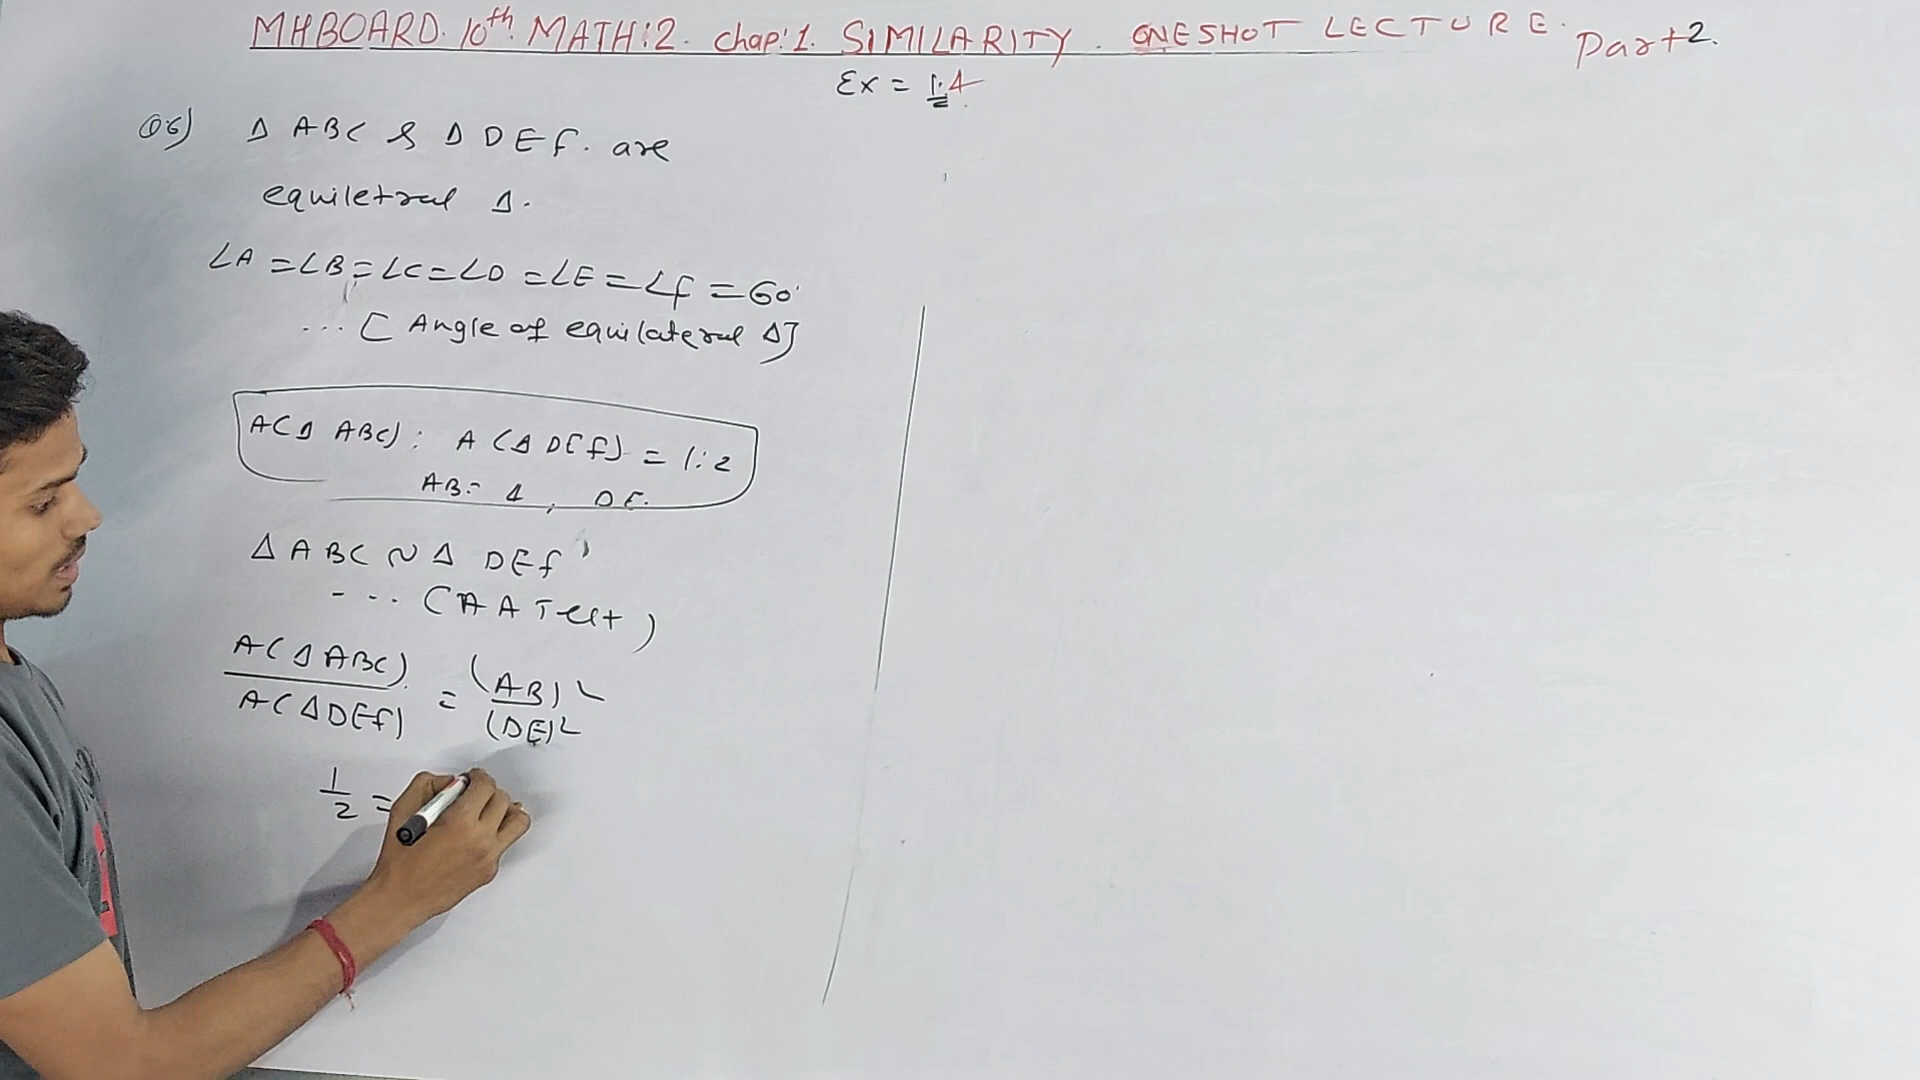 MHBOARD. 10th. MATH:2. chap:1. SIMILARITY. ONESHOT LECTURE. Part 2.
Ex = 1.4
Q6) Δ ABC & Δ DEF. are
equiletral Δ.
∠A = ∠B = ∠C = ∠D = ∠E = ∠F = 60°
... [ Angle of equilateral Δ]
A(Δ ABC) : A (Δ DEF) = 1:2
AB = 4 , DE.
Δ ABC ~ Δ DEF
--.. (AA Test)
A(Δ ABC) / A(Δ DEF) = (AB)² / (DE)²
1/2 =